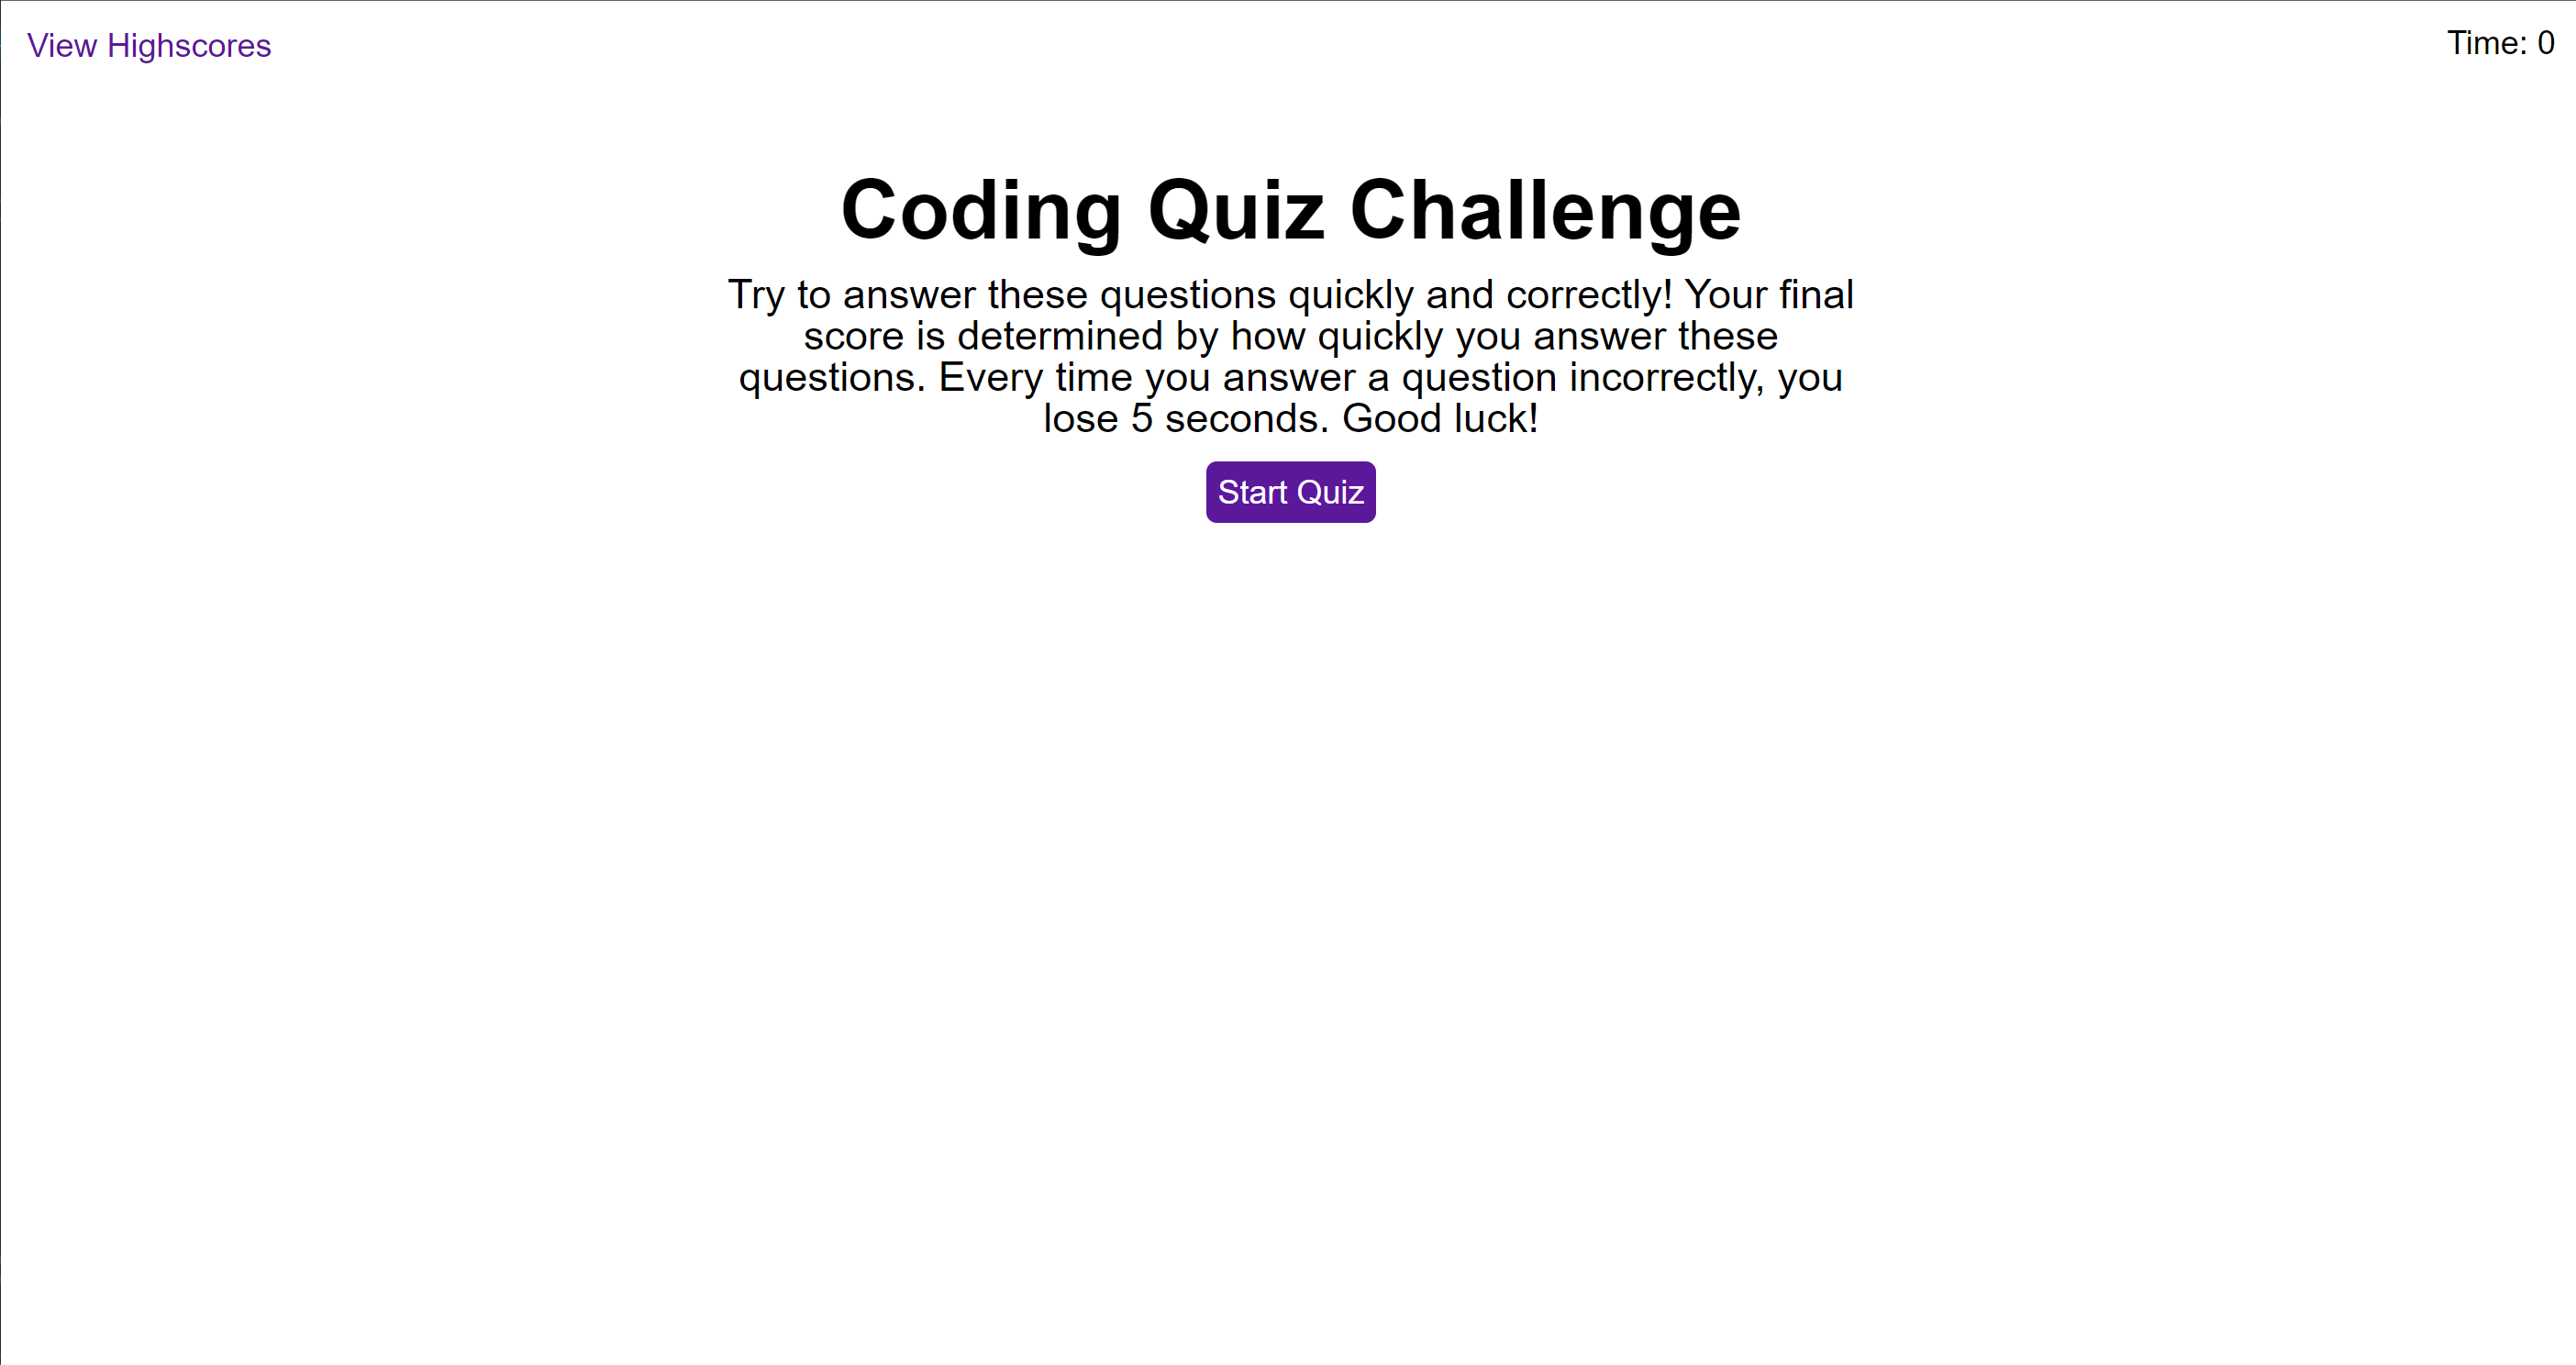 View Highscores
Time: 0
Coding Quiz Challenge
Try to answer these questions quickly and correctly! Your final
score is determined by how quickly you answer these
questions. Every time you answer a question incorrectly, you
lose 5 seconds. Good luck!
Start Quiz